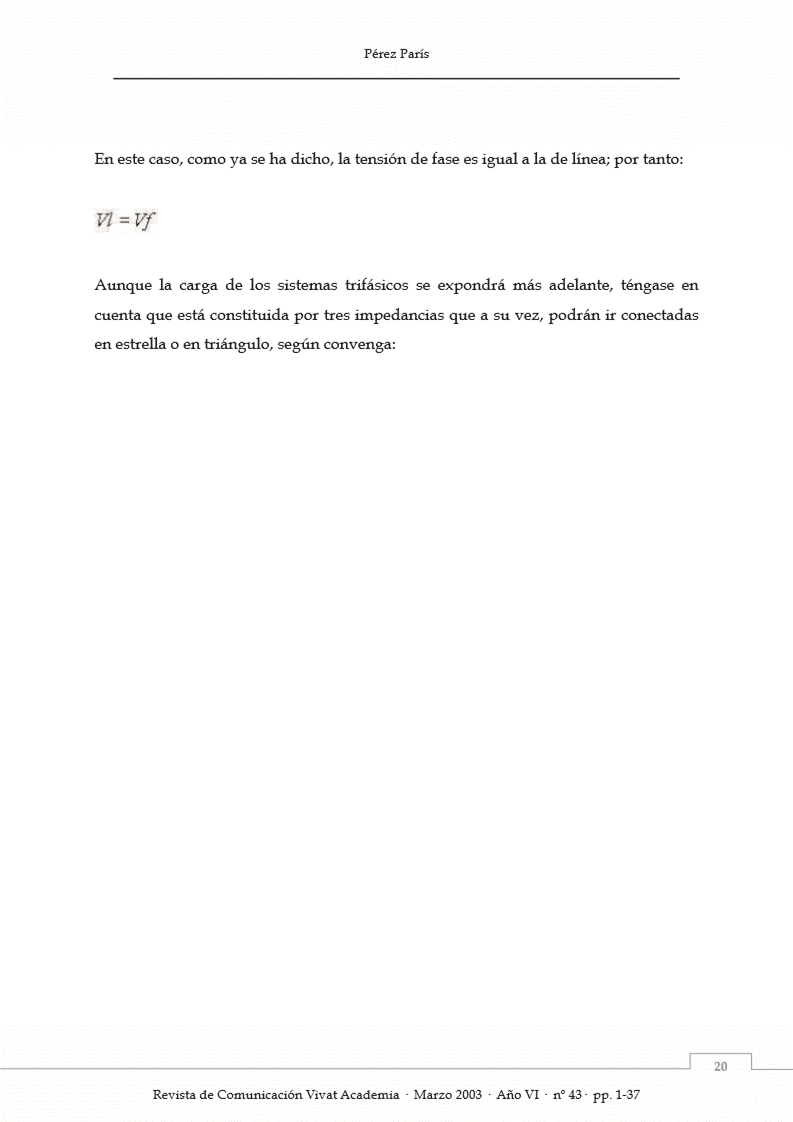 Pérez París
En este caso, como ya se ha dicho, la tensión de fase es igual a la de línea; por tanto:
Vl = Vf
Aunque la carga de los sistemas trifásicos se expondrá más adelante, téngase en
cuenta que está constituida por tres impedancias que a su vez, podrán ir conectadas
en estrella o en triángulo, según convenga:
20
Revista de Comunicación Vivat Academia · Marzo 2003 · Año VI · nº 43 · pp. 1-37